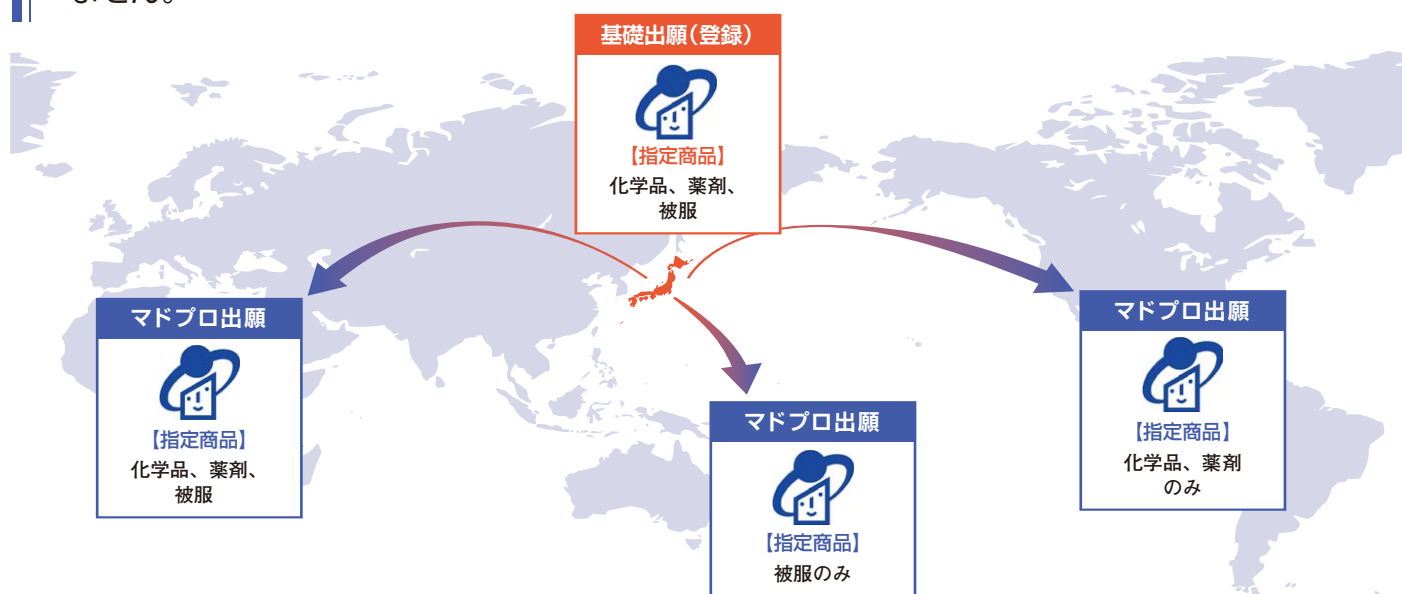 基礎出願（登録）
【指定商品】
化学品、薬剤、
被服
マドプロ出願
【指定商品】
化学品、薬剤、
被服
マドプロ出願
【指定商品】
被服のみ
マドプロ出願
【指定商品】
化学品、薬剤
のみ